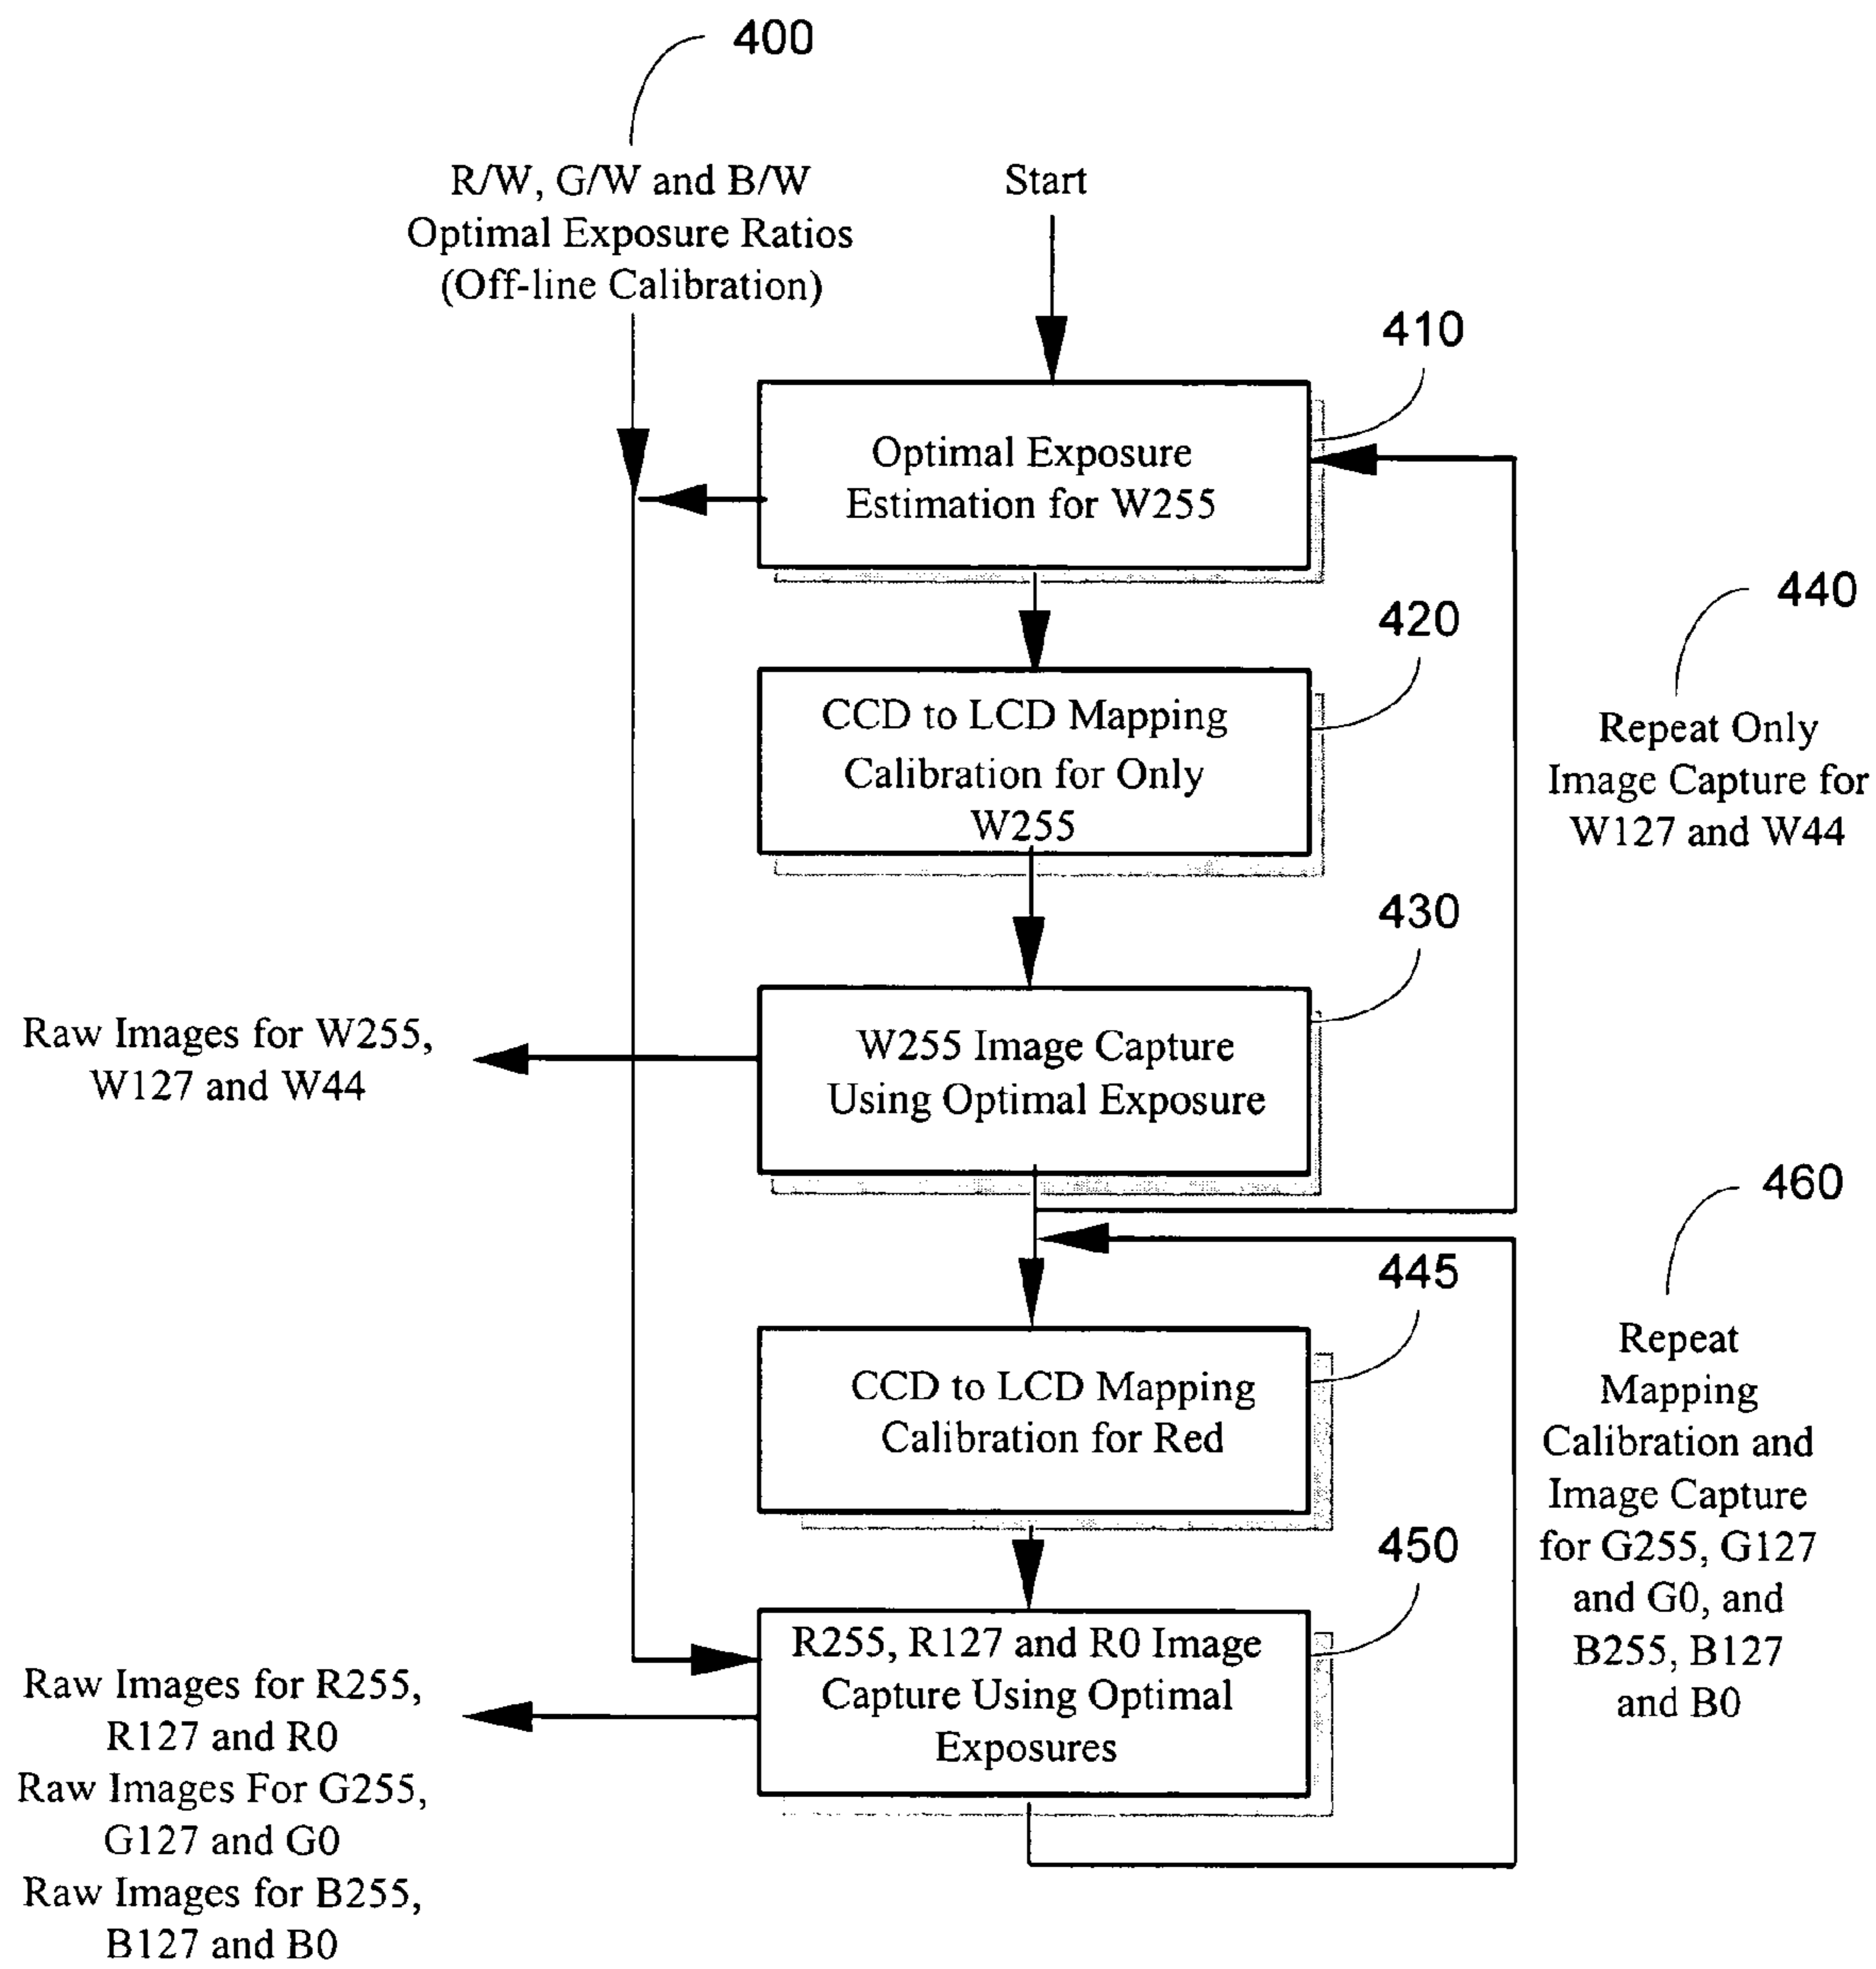 400
R/W, G/W and B/W
Optimal Exposure Ratios
(Off-line Calibration)
Start
410
Optimal Exposure
Estimation for W255
420
CCD to LCD Mapping
Calibration for Only
W255
440
Repeat Only
Image Capture for
W127 and W44
430
W255 Image Capture
Using Optimal Exposure
Raw Images for W255,
W127 and W44
460
Repeat
Mapping
Calibration and
Image Capture
for G255, G127
and G0, and
B255, B127
and B0
445
CCD to LCD Mapping
Calibration for Red
450
R255, R127 and R0 Image
Capture Using Optimal
Exposures
Raw Images for R255,
R127 and R0
Raw Images For G255,
G127 and G0
Raw Images for B255,
B127 and B0